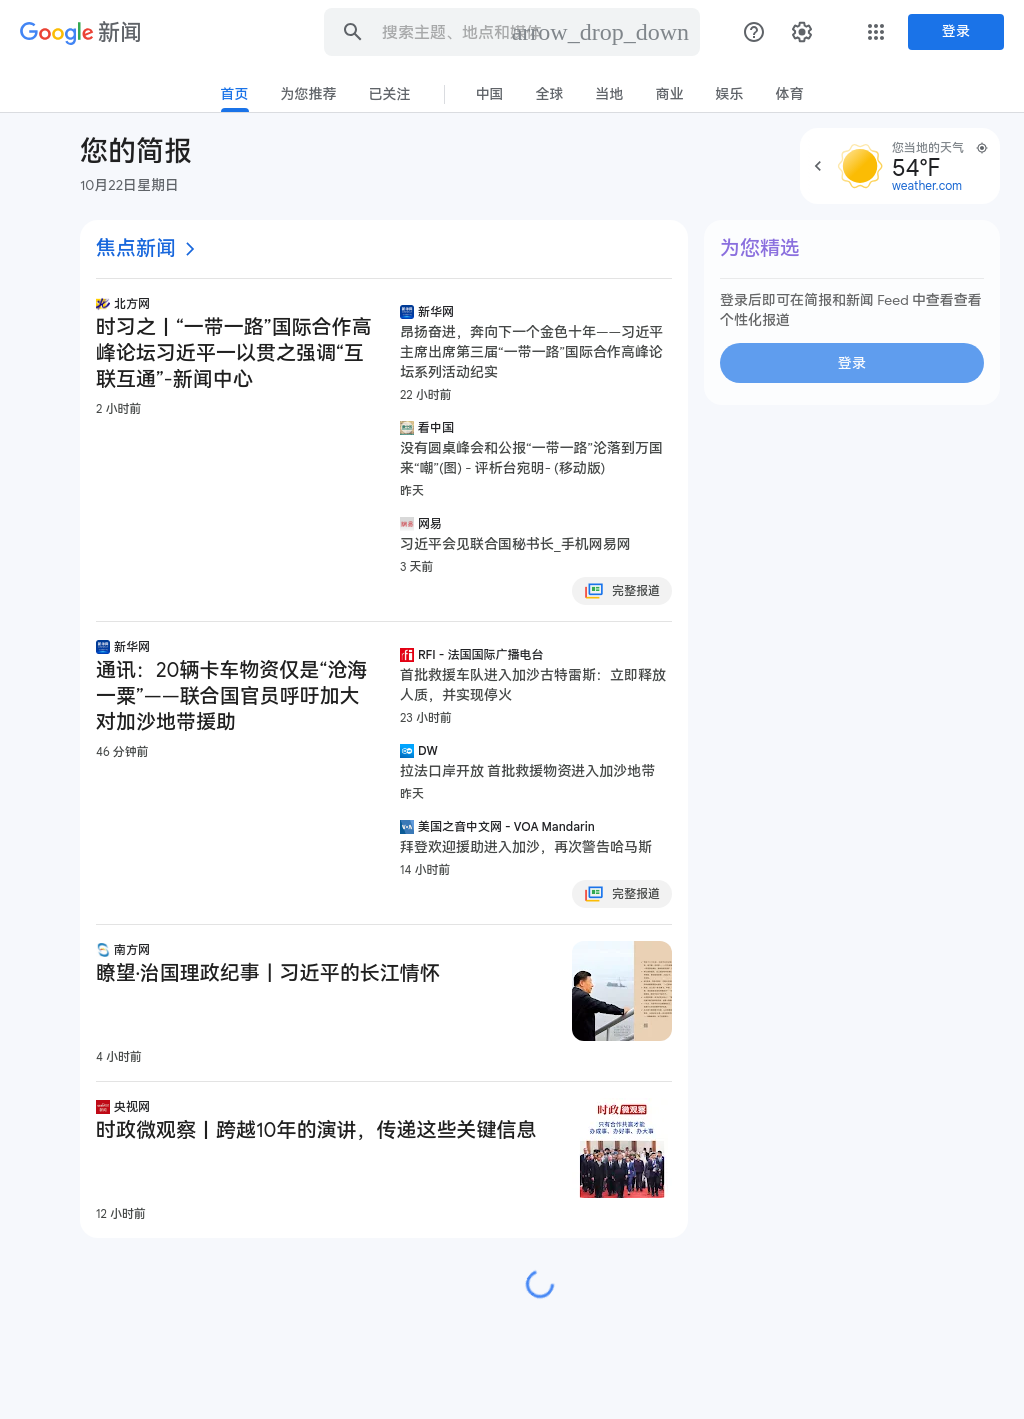 Google 新闻
搜索主题、地点和媒体
arrow_drop_down
登录
首页
为您推荐
已关注
中国
全球
当地
商业
娱乐
体育
您的简报
10月22日星期日
您当地的天气
54°F
weather.com
焦点新闻
北方网
时习之丨“一带一路”国际合作高
峰论坛习近平一以贯之强调“互
联互通”-新闻中心
2 小时前
新华网
昂扬奋进，奔向下一个金色十年——习近平
主席出席第三届“一带一路”国际合作高峰论
坛系列活动纪实
22 小时前
看中国
没有圆桌峰会和公报“一带一路”沦落到万国
来“嘲”(图) - 评析台宛明- (移动版)
昨天
网易
习近平会见联合国秘书长_手机网易网
3 天前
完整报道
新华网
通讯：20辆卡车物资仅是“沧海
一粟”——联合国官员呼吁加大
对加沙地带援助
46 分钟前
RFI - 法国国际广播电台
首批救援车队进入加沙古特雷斯：立即释放
人质，并实现停火
23 小时前
DW
拉法口岸开放 首批救援物资进入加沙地带
昨天
美国之音中文网 - VOA Mandarin
拜登欢迎援助进入加沙，再次警告哈马斯
14 小时前
完整报道
南方网
瞭望·治国理政纪事丨习近平的长江情怀
4 小时前
央视网
时政微观察丨跨越10年的演讲，传递这些关键信息
12 小时前
时政微观察
只有合作共赢才能
办成事、办好事、办大事
为您精选
登录后即可在简报和新闻 Feed 中查看查看
个性化报道
登录